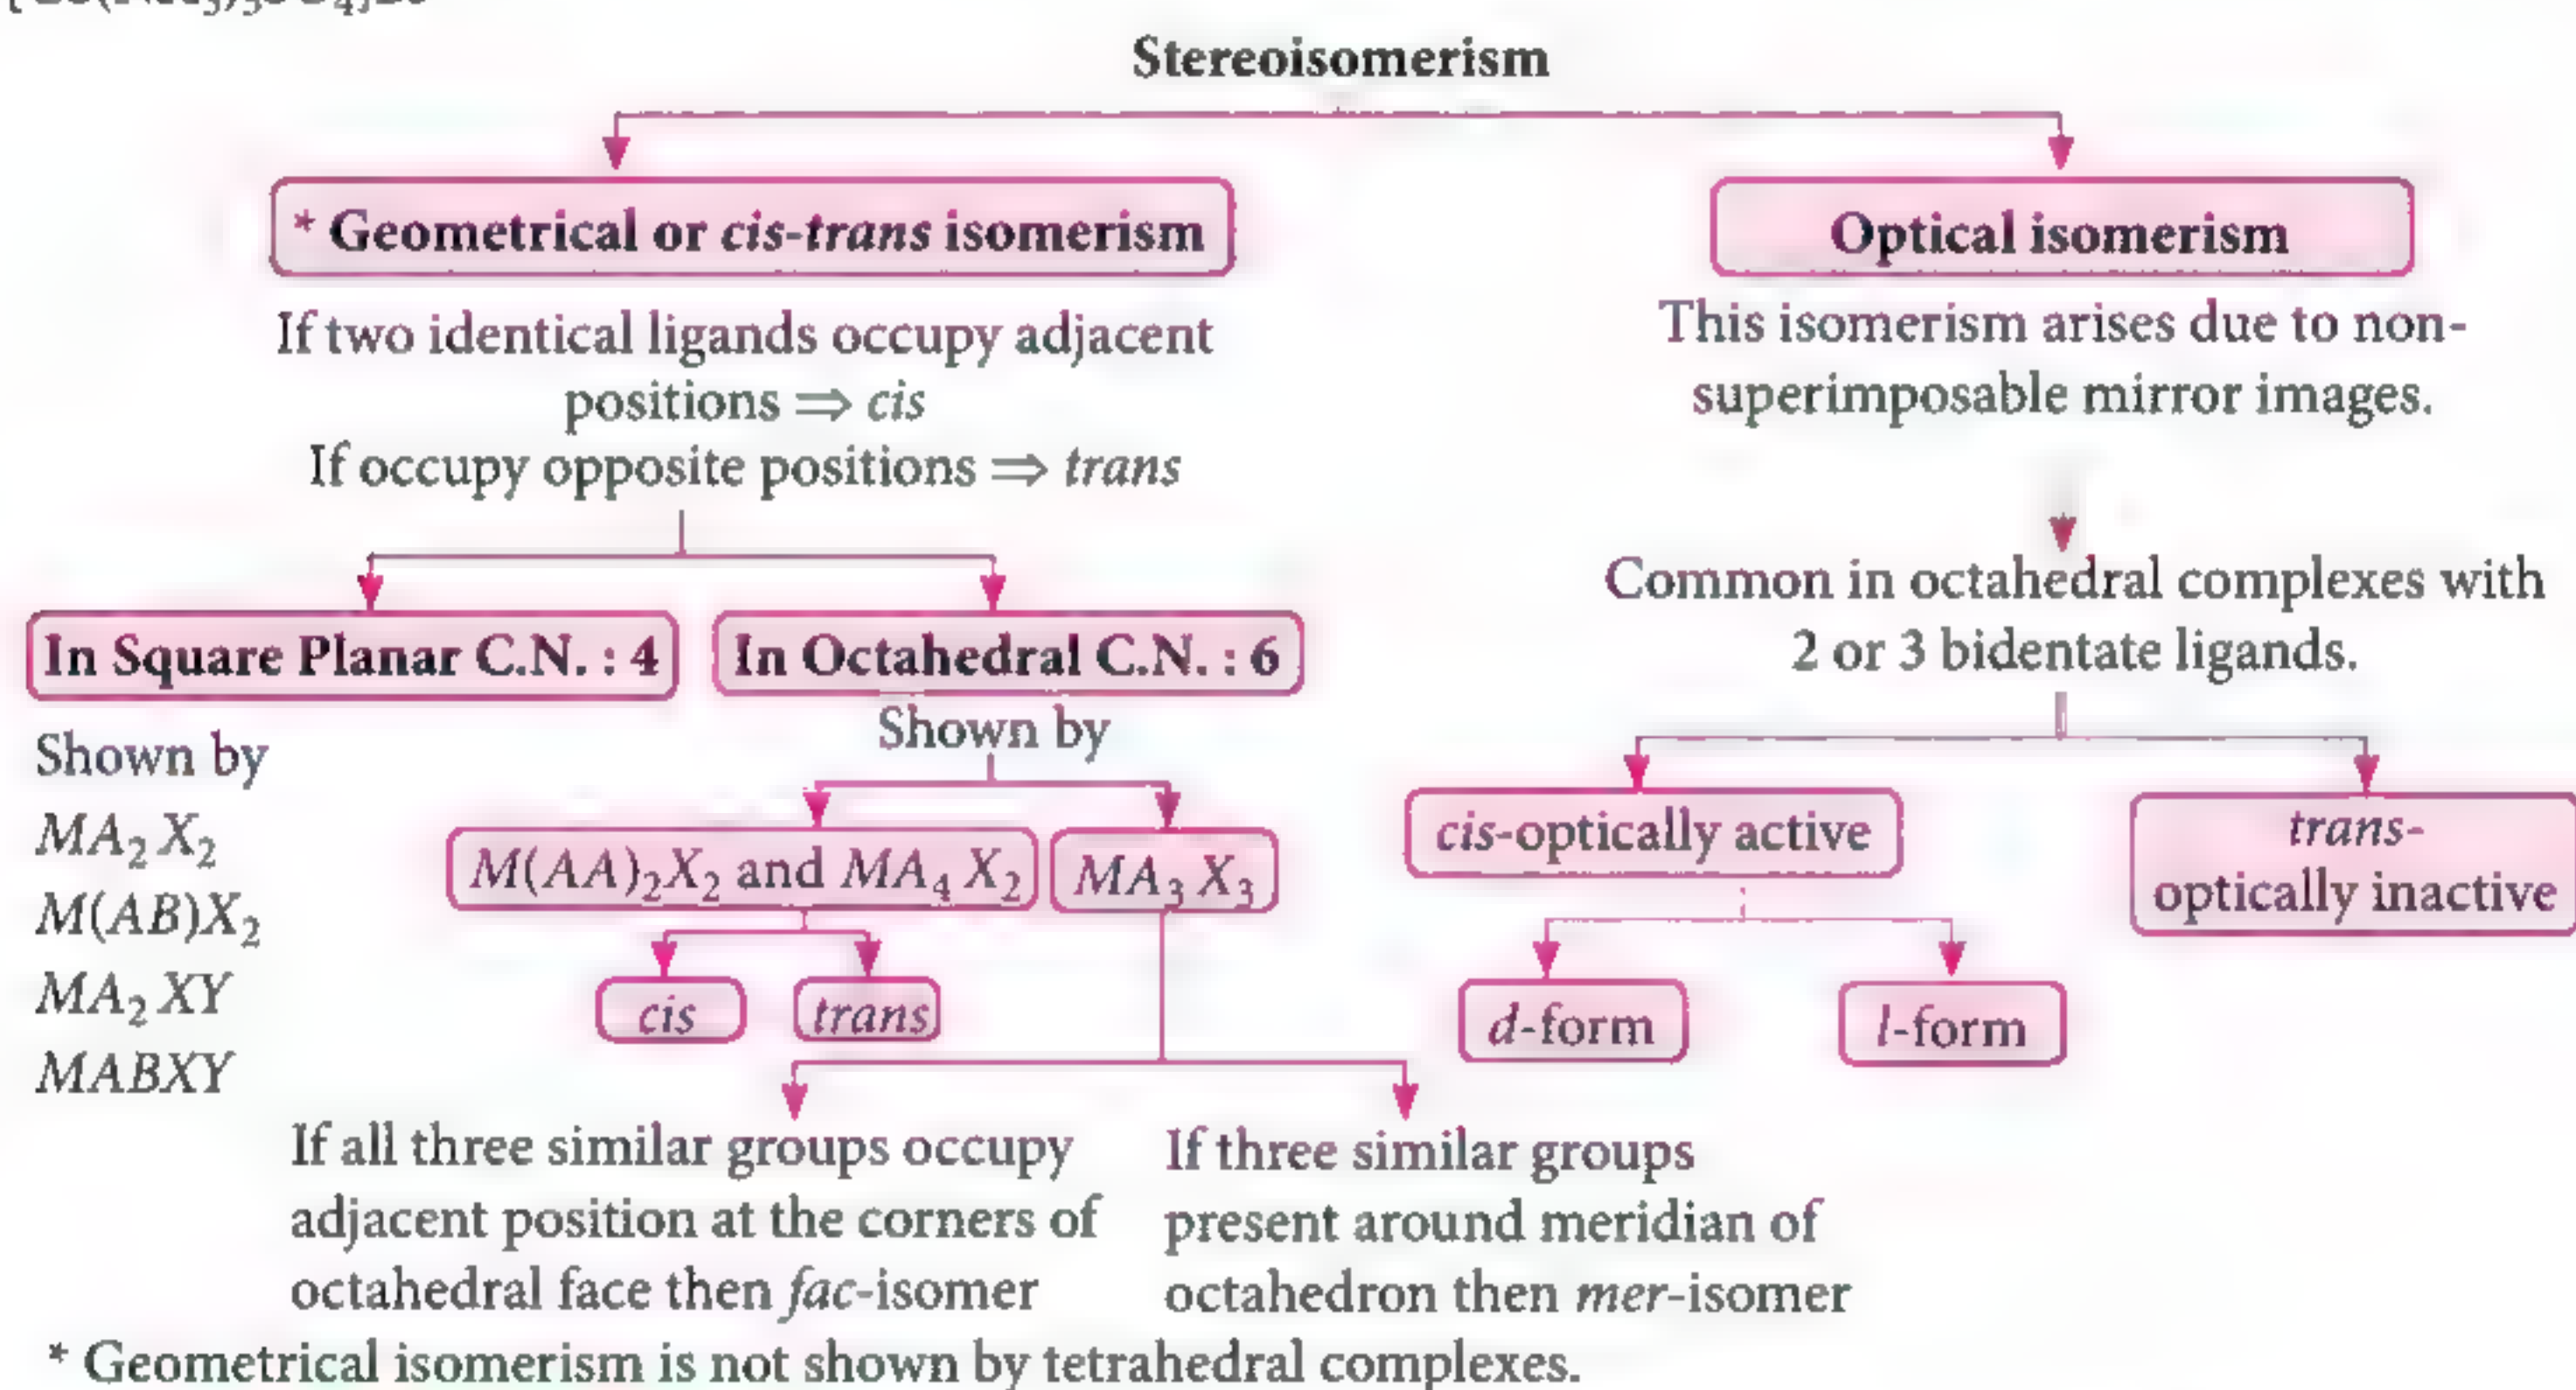 Stereoisomerism
* Geometrical or cis-trans isomerism
If two identical ligands occupy adjacent
positions ⇒ cis
If occupy opposite positions ⇒ trans
In Square Planar C.N. : 4
Shown by
MA₂X₂
M(AB)X₂
MA₂XY
MABXY
In Octahedral C.N. : 6
Shown by
M(AA)₂X₂ and MA₄X₂
cis
trans
MA₃X₃
If all three similar groups occupy
adjacent position at the corners of
octahedral face then fac-isomer
If three similar groups
present around meridian of
octahedron then mer-isomer
Optical isomerism
This isomerism arises due to non-
superimposable mirror images.
Common in octahedral complexes with
2 or 3 bidentate ligands.
cis-optically active
d-form
l-form
trans-
optically inactive
* Geometrical isomerism is not shown by tetrahedral complexes.